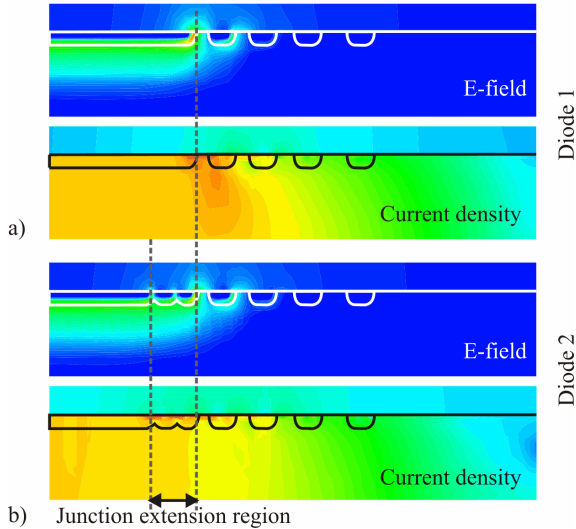 E-field
Diode 1
Current density
a)
E-field
Diode 2
Current density
b)
Junction extension region